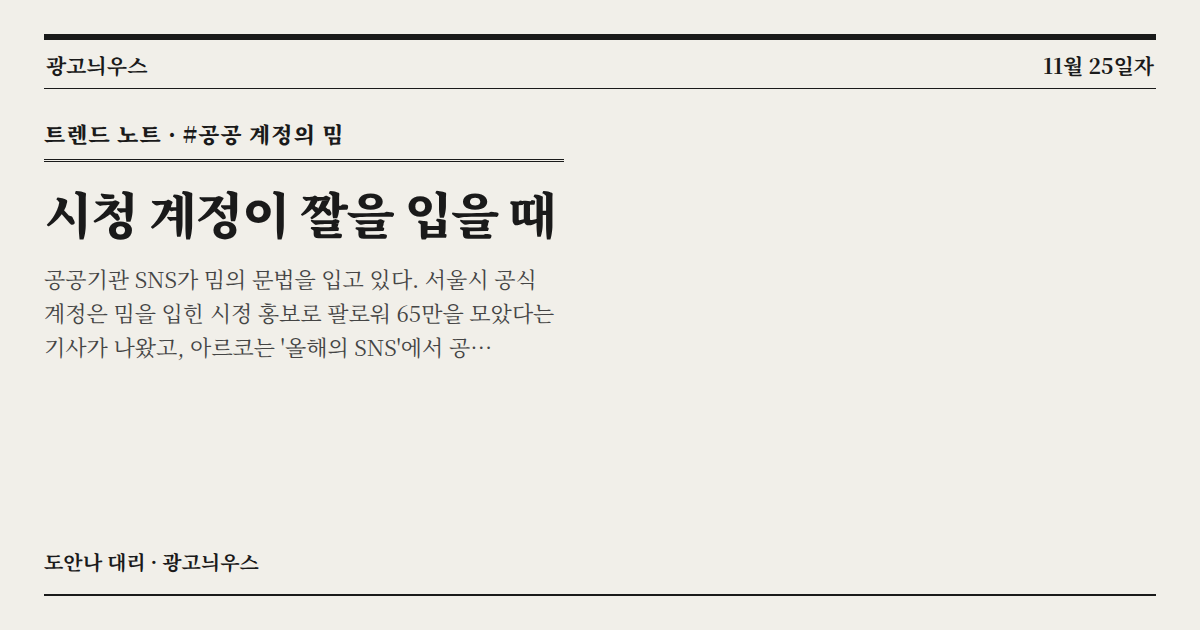 광고늬우스
11월 25일자
트렌드 노트 · #공공 계정의 밈
시청 계정이 짤을 입을 때
공공기관 SNS가 밈의 문법을 입고 있다. 서울시 공식
계정은 밈을 입힌 시정 홍보로 팔로워 65만을 모았다는
기사가 나왔고, 아르코는 '올해의 SNS'에서 공…
도안나 대리 · 광고늬우스